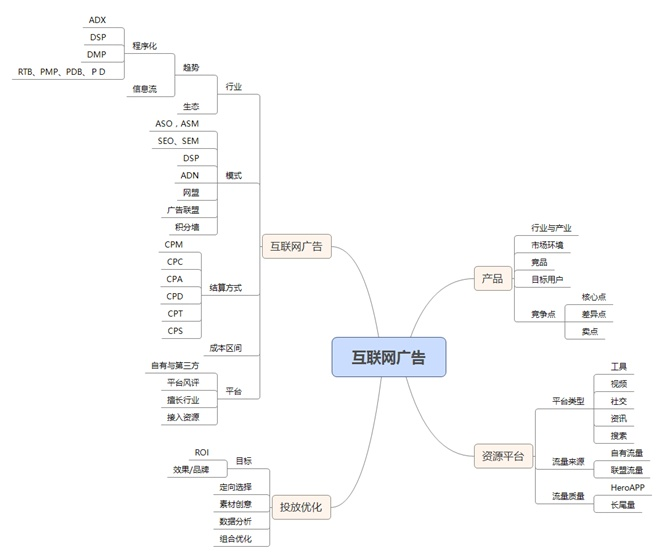 互联网广告
互联网广告
行业
趋势
程序化
ADX
DSP
DMP
RTB、PMP、PDB、P D
信息流
生态
模式
ASO，ASM
SEO、SEM
DSP
ADN
网盟
广告联盟
积分墙
结算方式
CPM
CPC
CPA
CPD
CPT
CPS
成本区间
平台
自有与第三方
平台风评
擅长行业
接入资源
投放优化
目标
ROI
效果/品牌
定向选择
素材创意
数据分析
组合优化
产品
行业与产业
市场环境
竞品
目标用户
竞争点
核心点
差异点
卖点
资源平台
平台类型
工具
视频
社交
资讯
搜索
流量来源
自有流量
联盟流量
流量质量
HeroAPP
长尾量